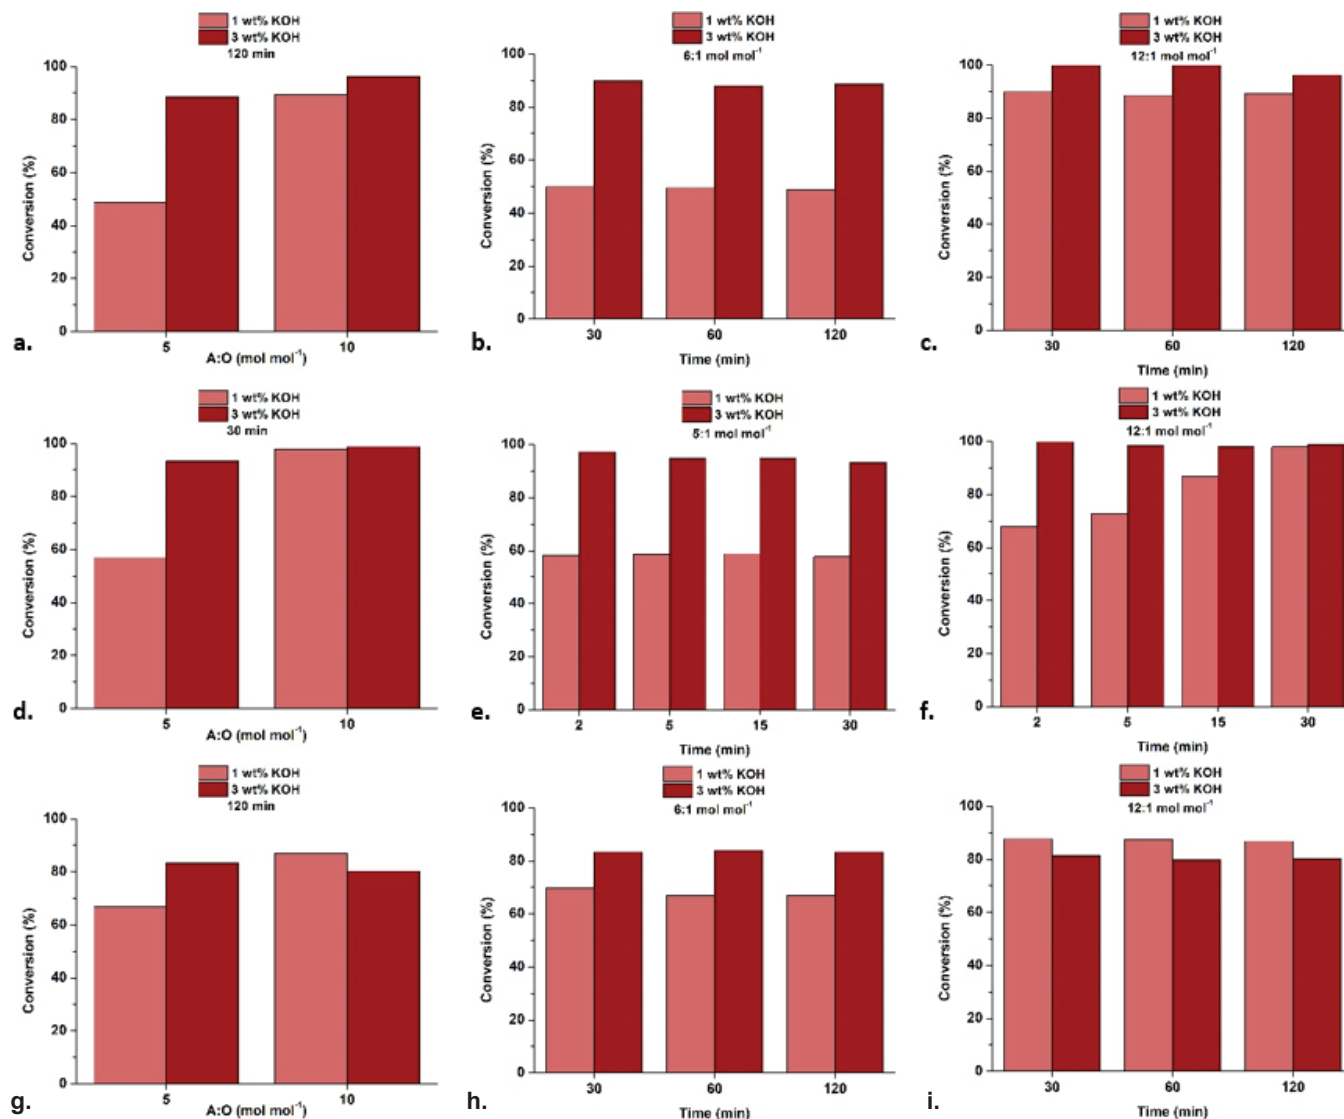 1 wt% KOH
3 wt% KOH
120 min
100
80
60
40
20
0
Conversion (%)
5
10
A:O (mol mol⁻¹)
a.
1 wt% KOH
3 wt% KOH
6:1 mol mol⁻¹
100
80
60
40
20
0
Conversion (%)
30
60
120
Time (min)
b.
1 wt% KOH
3 wt% KOH
12:1 mol mol⁻¹
100
80
60
40
20
0
Conversion (%)
30
60
120
Time (min)
c.
1 wt% KOH
3 wt% KOH
30 min
100
80
60
40
20
0
Conversion (%)
5
10
A:O (mol mol⁻¹)
d.
1 wt% KOH
3 wt% KOH
5:1 mol mol⁻¹
100
80
60
40
20
0
Conversion (%)
2
5
15
30
Time (min)
e.
1 wt% KOH
3 wt% KOH
12:1 mol mol⁻¹
100
80
60
40
20
0
Conversion (%)
2
5
15
30
Time (min)
f.
1 wt% KOH
3 wt% KOH
120 min
100
80
60
40
20
0
Conversion (%)
5
10
A:O (mol mol⁻¹)
g.
1 wt% KOH
3 wt% KOH
6:1 mol mol⁻¹
100
80
60
40
20
0
Conversion (%)
30
60
120
Time (min)
h.
1 wt% KOH
3 wt% KOH
12:1 mol mol⁻¹
100
80
60
40
20
0
Conversion (%)
30
60
120
Time (min)
i.